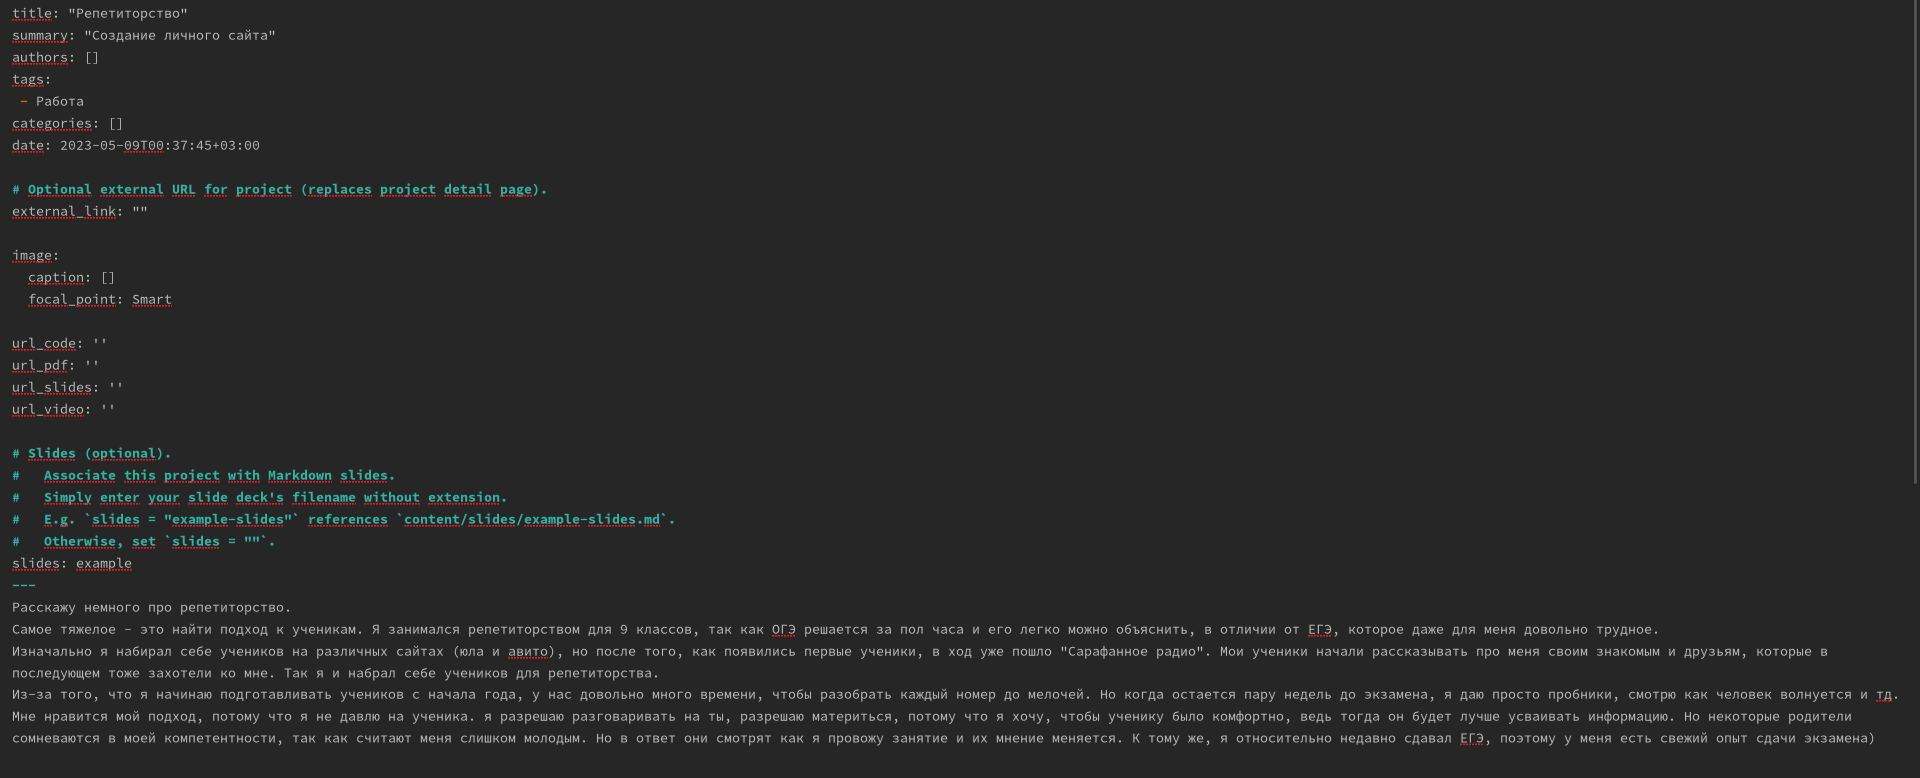 title: "Репетиторство"
summary: "Создание личного сайта"
authors: []
tags:
 - Работа
categories: []
date: 2023-05-09T00:37:45+03:00

# Optional external URL for project (replaces project detail page).
external_link: ""

image:
  caption: []
  focal_point: Smart

url_code: ''
url_pdf: ''
url_slides: ''
url_video: ''

# Slides (optional).
#   Associate this project with Markdown slides.
#   Simply enter your slide deck's filename without extension.
#   E.g. `slides = "example-slides"` references `content/slides/example-slides.md`.
#   Otherwise, set `slides = ""`.
slides: example
---
Расскажу немного про репетиторство.
Самое тяжелое - это найти подход к ученикам. Я занимался репетиторством для 9 классов, так как ОГЭ решается за пол часа и его легко можно объяснить, в отличии от ЕГЭ, которое даже для меня довольно трудное.
Изначально я набирал себе учеников на различных сайтах (юла и авито), но после того, как появились первые ученики, в ход уже пошло "Сарафанное радио". Мои ученики начали рассказывать про меня своим знакомым и друзьям, которые в
последующем тоже захотели ко мне. Так я и набрал себе учеников для репетиторства.
Из-за того, что я начинаю подготавливать учеников с начала года, у нас довольно много времени, чтобы разобрать каждый номер до мелочей. Но когда остается пару недель до экзамена, я даю просто пробники, смотрю как человек волнуется и тд.
Мне нравится мой подход, потому что я не давлю на ученика. я разрешаю разговаривать на ты, разрешаю материться, потому что я хочу, чтобы ученику было комфортно, ведь тогда он будет лучше усваивать информацию. Но некоторые родители
сомневаются в моей компетентности, так как считают меня слишком молодым. Но в ответ они смотрят как я провожу занятие и их мнение меняется. К тому же, я относительно недавно сдавал ЕГЭ, поэтому у меня есть свежий опыт сдачи экзамена)